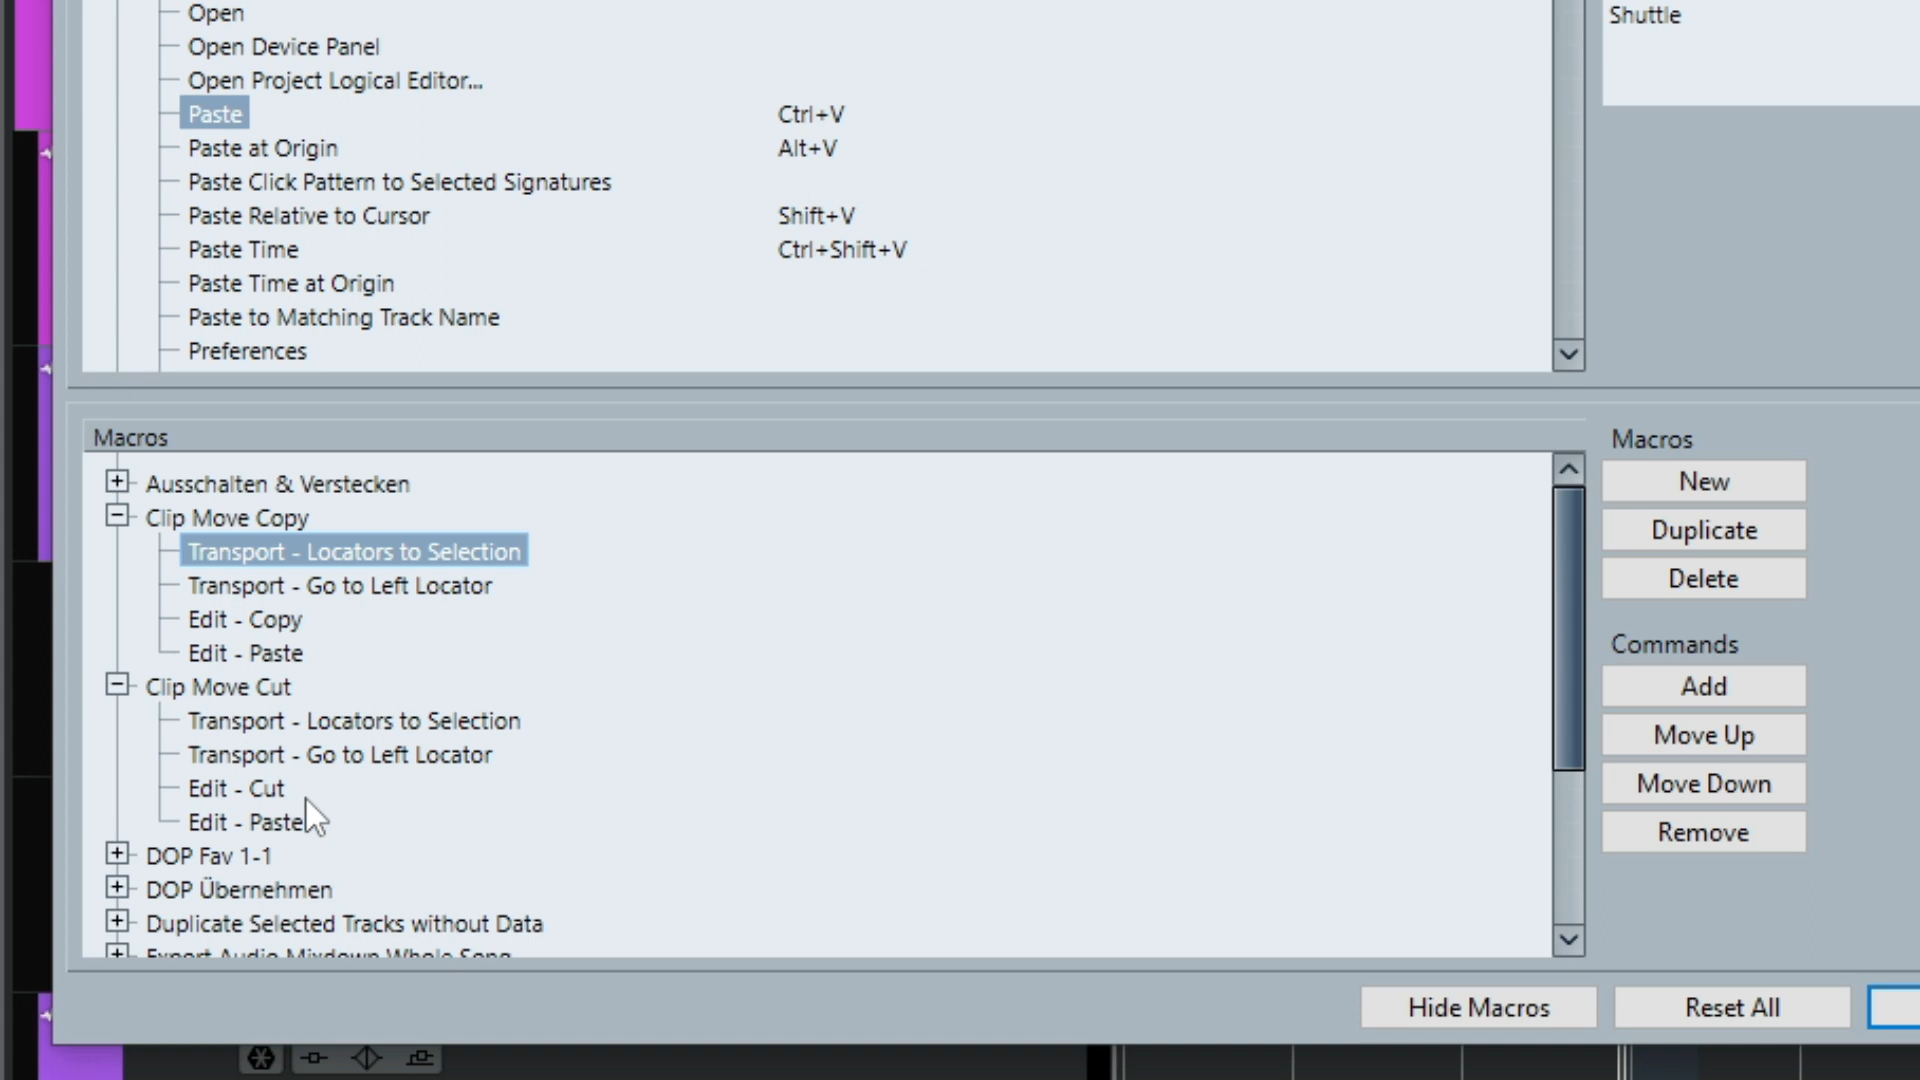 Open
Open Device Panel
Open Project Logical Editor...
Paste Ctrl+V
Paste at Origin Alt+V
Paste Click Pattern to Selected Signatures
Paste Relative to Cursor Shift+V
Paste Time Ctrl+Shift+V
Paste Time at Origin
Paste to Matching Track Name
Preferences
Shuttle
Macros
Ausschalten & Verstecken
Clip Move Copy
Transport - Locators to Selection
Transport - Go to Left Locator
Edit - Copy
Edit - Paste
Clip Move Cut
Transport - Locators to Selection
Transport - Go to Left Locator
Edit - Cut
Edit - Paste
DOP Fav 1-1
DOP Übernehmen
Duplicate Selected Tracks without Data
Export Audio Mixdown Whole Song
Macros
New
Duplicate
Delete
Commands
Add
Move Up
Move Down
Remove
Hide Macros
Reset All